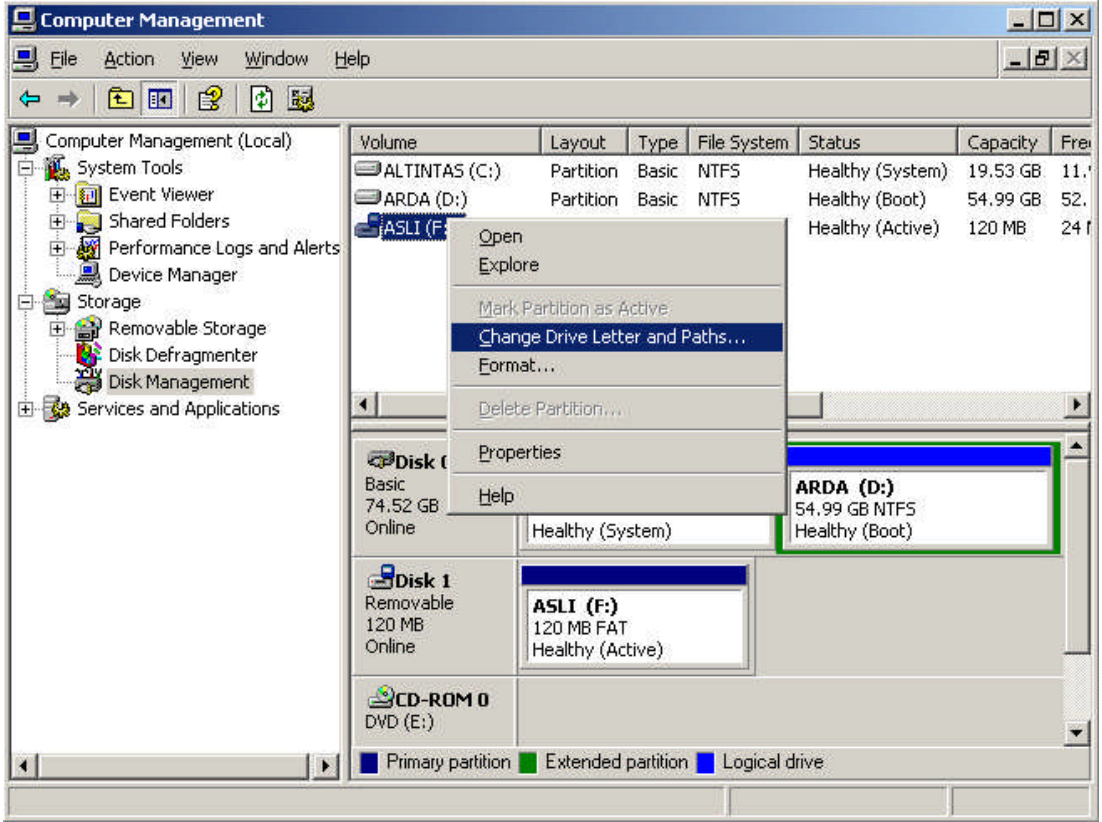 Computer Management
File Action View Window Help
Computer Management (Local)
System Tools
Event Viewer
Shared Folders
Performance Logs and Alerts
Device Manager
Storage
Removable Storage
Disk Defragmenter
Disk Management
Services and Applications
Volume Layout Type File System Status Capacity
ALTINTAS (C:) Partition Basic NTFS Healthy (System) 19.53 GB 11.
ARDA (D:) Partition Basic NTFS Healthy (Boot) 54.99 GB 52.
ASLI (F: Healthy (Active) 120 MB 24
Open
Explore
Mark Partition as Active
Change Drive Letter and Paths...
Format...
Delete Partition...
Properties
Help
Disk
Basic
74.52 GB
Online
Healthy (System)
ARDA (D:)
54.99 GB NTFS
Healthy (Boot)
Disk 1
Removable
120 MB
Online
ASLI (F:)
120 MB FAT
Healthy (Active)
CD-ROM 0
DVD (E:)
Primary partition Extended partition Logical drive